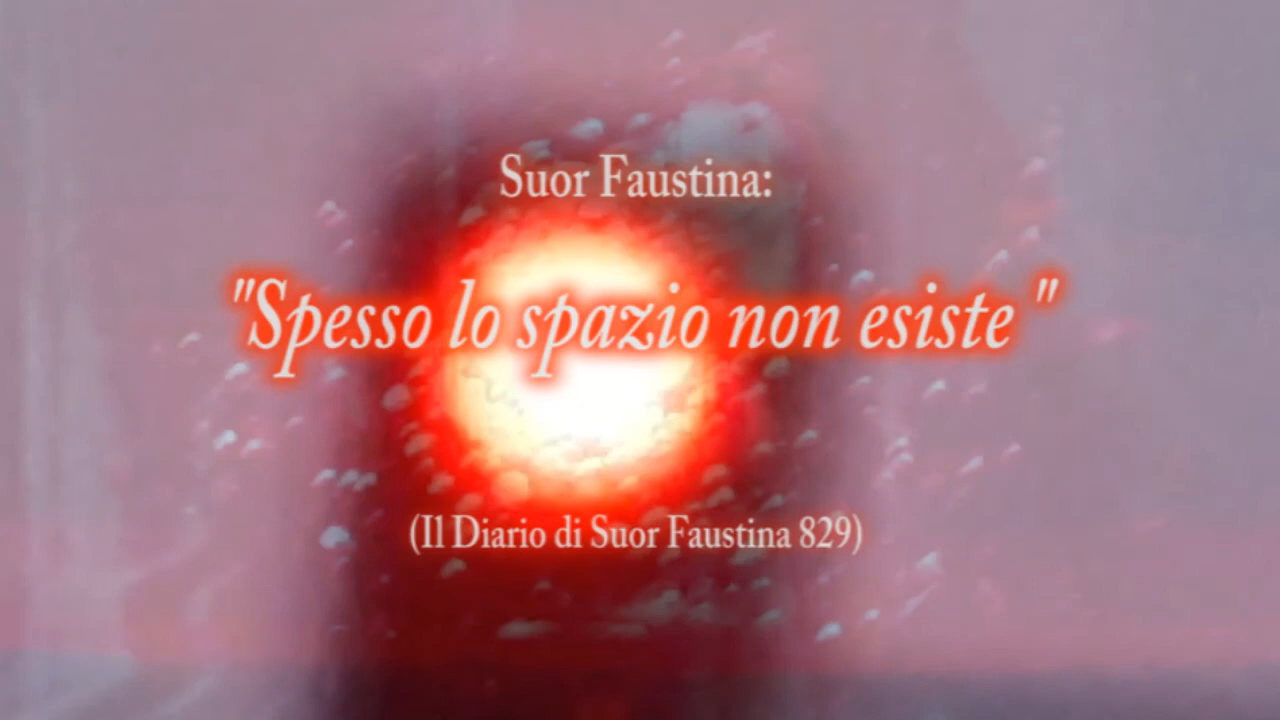 Suor Faustina:
"Spesso lo spazio non esiste "
(Il Diario di Suor Faustina 829)